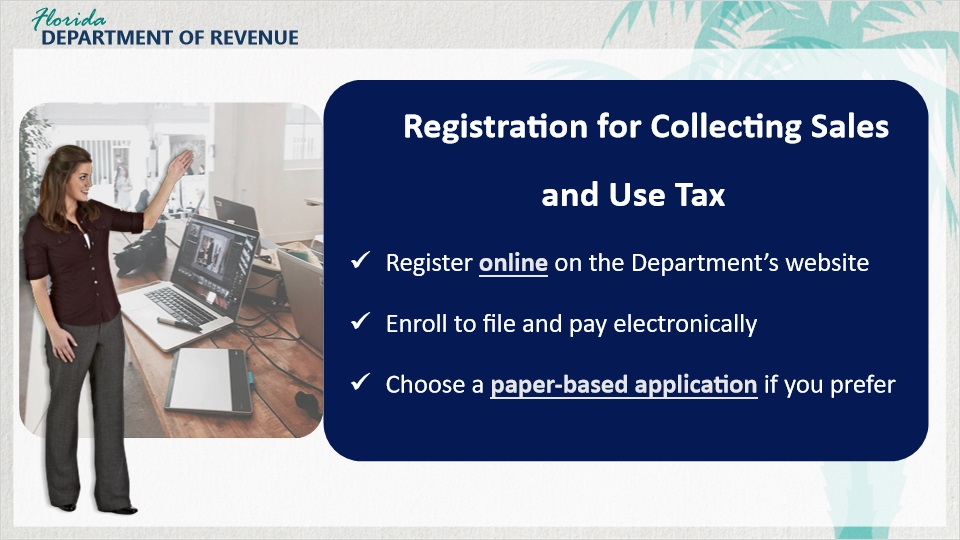 Florida
DEPARTMENT OF REVENUE
Registration for Collecting Sales
and Use Tax
✓ Register online on the Department’s website
✓ Enroll to file and pay electronically
✓ Choose a paper-based application if you prefer